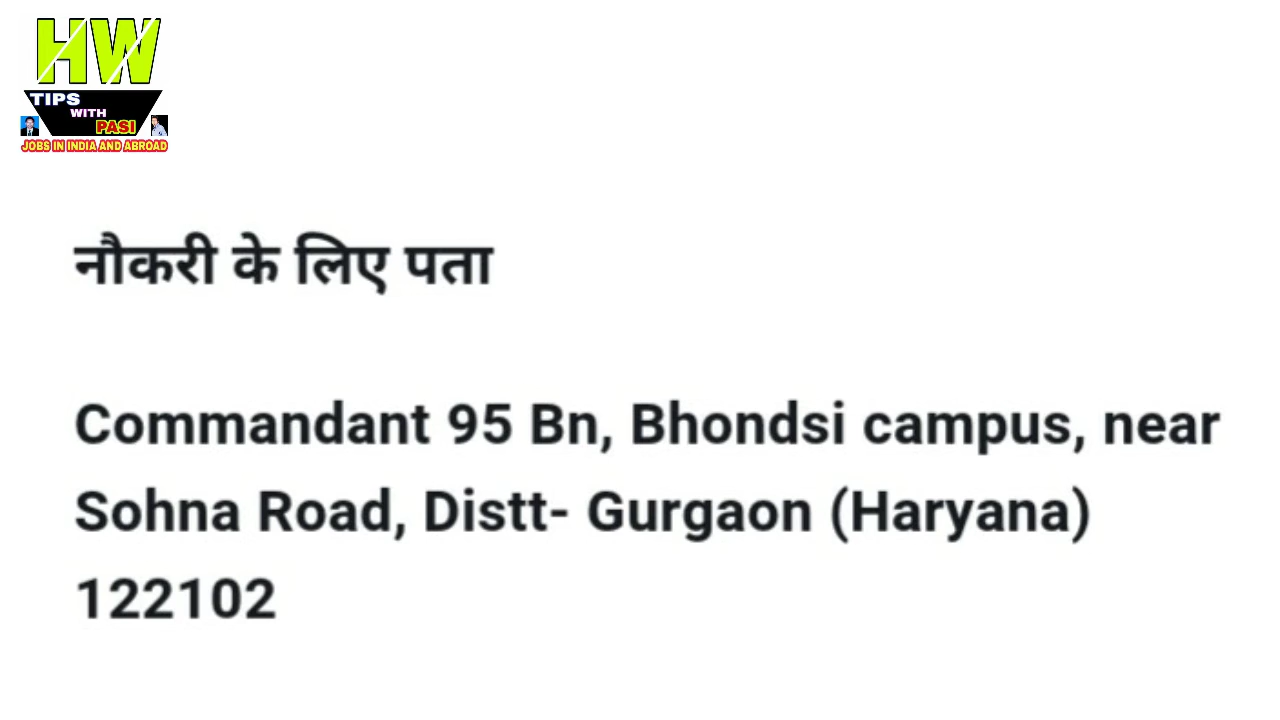 HW
TIPS
WITH
PASI
JOBS IN INDIA AND ABROAD
नौकरी के लिए पता
Commandant 95 Bn, Bhondsi campus, near
Sohna Road, Distt- Gurgaon (Haryana)
122102